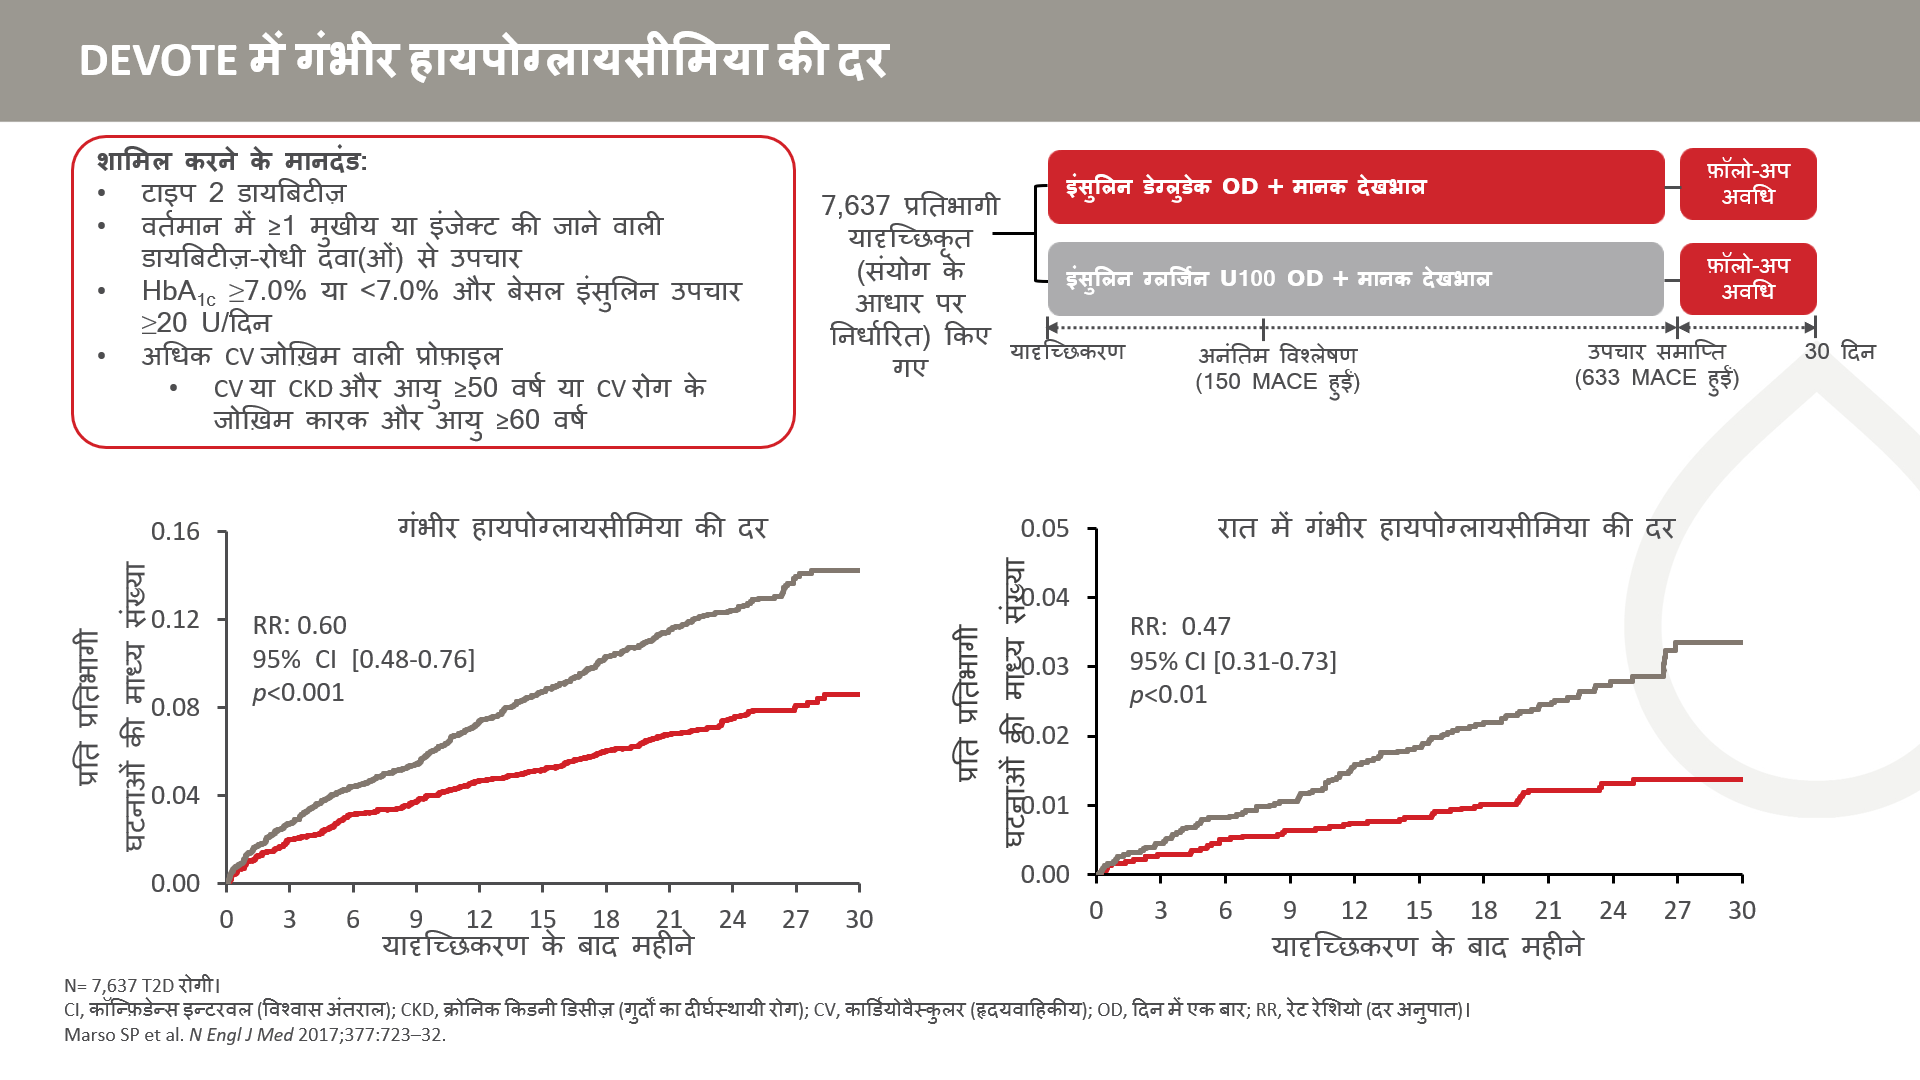 DEVOTE में गंभीर हायपोग्लायसीमिया की दर
शामिल करने के मानदंड:
• टाइप 2 डायबिटीज़
• वर्तमान में ≥1 मुखीय या इंजेक्ट की जाने वाली
डायबिटीज़-रोधी दवा(ओं) से उपचार
• HbA1c ≥7.0% या <7.0% और बेसल इंसुलिन उपचार
≥20 U/दिन
• अधिक CV जोख़िम वाली प्रोफ़ाइल
• CV या CKD और आयु ≥50 वर्ष या CV रोग के
जोख़िम कारक और आयु ≥60 वर्ष
7,637 प्रतिभागी
यादृच्छिकृत
(संयोग के
आधार पर
निर्धारित) किए
गए
इंसुलिन डेग्लुडेक OD + मानक देखभाल
फ़ॉलो-अप
अवधि
इंसुलिन ग्लर्जिन U100 OD + मानक देखभाल
फ़ॉलो-अप
अवधि
यादृच्छिकरण
अनंतिम विश्लेषण
(150 MACE हुईं)
उपचार समाप्ति
(633 MACE हुईं)
30 दिन
गंभीर हायपोग्लायसीमिया की दर
प्रति प्रतिभागी
घटनाओं की माध्य संख्या
0.16
0.12
0.08
0.04
0.00
RR: 0.60
95% CI [0.48-0.76]
p<0.001
0 3 6 9 12 15 18 21 24 27 30
यादृच्छिकरण के बाद महीने
रात में गंभीर हायपोग्लायसीमिया की दर
प्रति प्रतिभागी
घटनाओं की माध्य संख्या
0.05
0.04
0.03
0.02
0.01
0.00
RR: 0.47
95% CI [0.31-0.73]
p<0.01
0 3 6 9 12 15 18 21 24 27 30
यादृच्छिकरण के बाद महीने
N= 7,637 T2D रोगी।
CI, कॉन्फ़िडेन्स इन्टरवल (विश्वास अंतराल); CKD, क्रोनिक किडनी डिसीज़ (गुर्दों का दीर्घस्थायी रोग); CV, कार्डियोवैस्कुलर (हृदयवाहिकीय); OD, दिन में एक बार; RR, रेट रेशियो (दर अनुपात)।
Marso SP et al. N Engl J Med 2017;377:723–32.